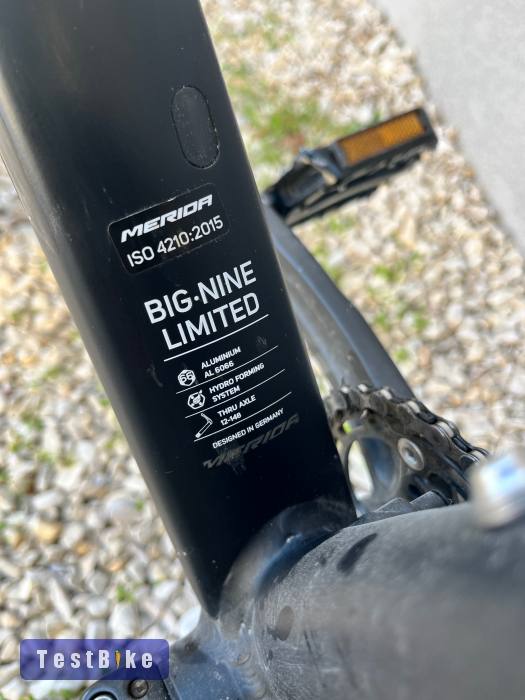 MERIDA
ISO 4210:2015
BIG·NINE
LIMITED
66
ALUMINIUM
AL 6066
HYDRO FORMING
SYSTEM
THRU AXLE
12-148
DESIGNED IN GERMANY
MERIDA
TestBike